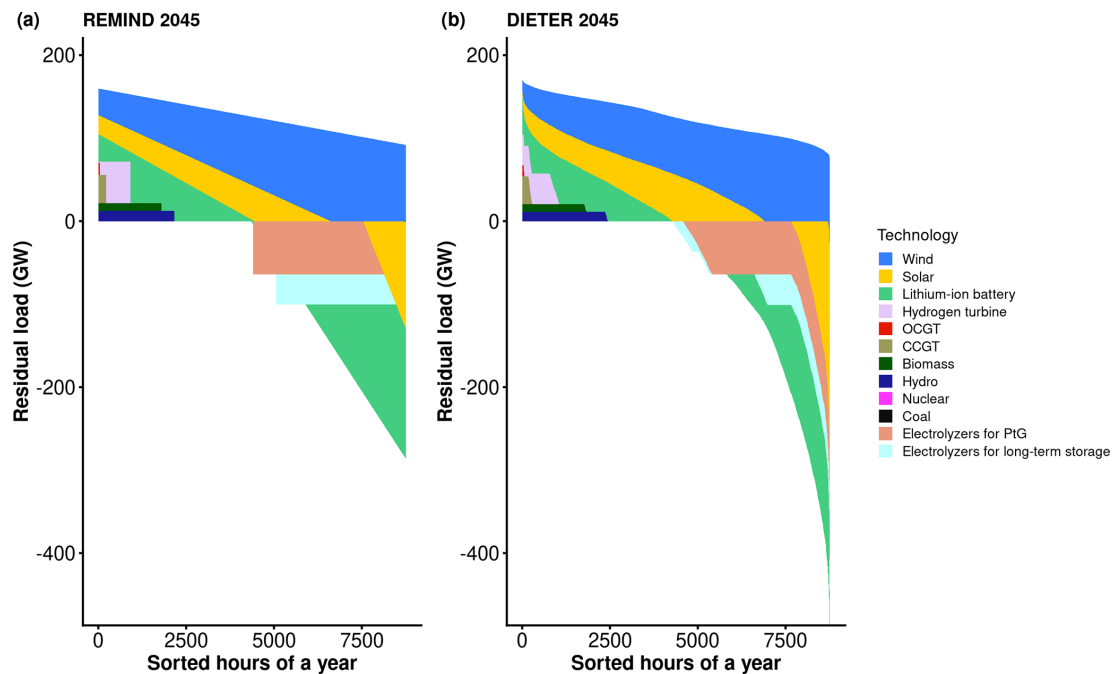 (a) REMIND 2045
(b) DIETER 2045
Residual load (GW)
200
0
-200
-400
0 2500 5000 7500
Sorted hours of a year
Residual load (GW)
200
0
-200
-400
0 2500 5000 7500
Sorted hours of a year
Technology
Wind
Solar
Lithium-ion battery
Hydrogen turbine
OCGT
CCGT
Biomass
Hydro
Nuclear
Coal
Electrolyzers for PtG
Electrolyzers for long-term storage